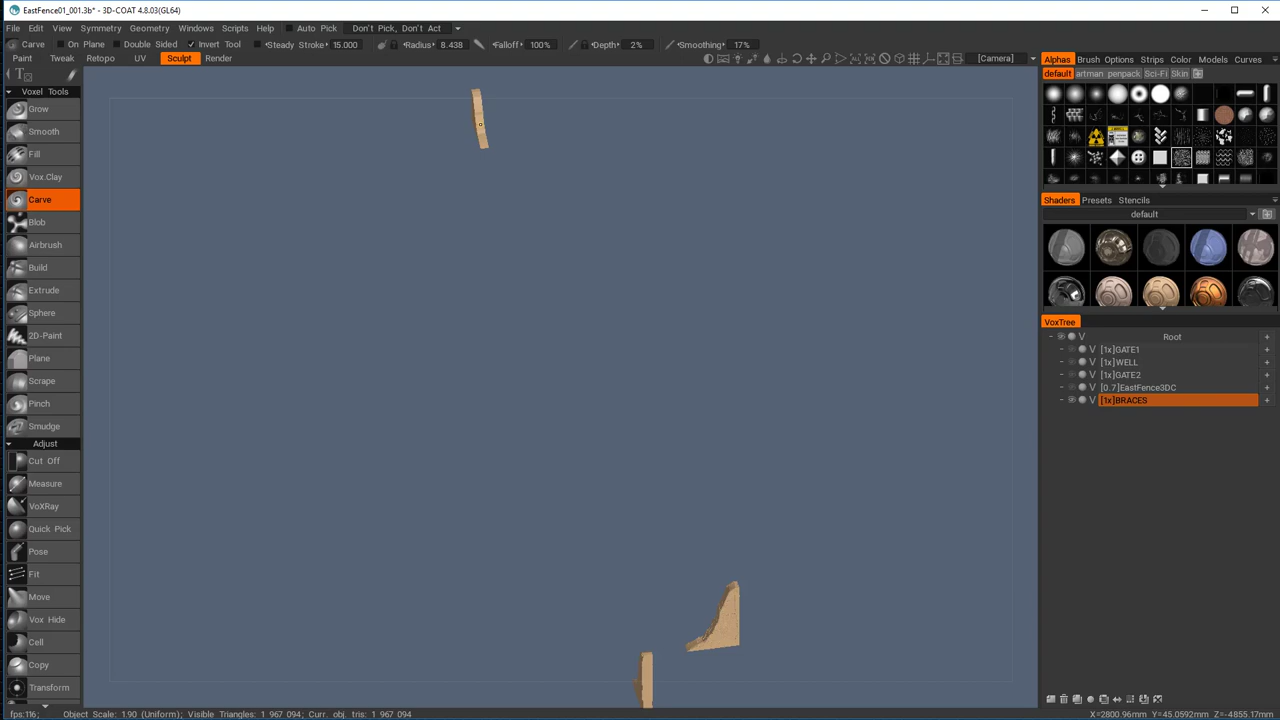 EastFence01_001.3b* - 3D-COAT 4.8.03(GL64)
File Edit View Symmetry Geometry Windows Scripts Help Auto Pick Don't Pick, Don't Act
Carve On Plane Double Sided Invert Tool Steady Stroke 15.000 Radius 8.438 Falloff 100% Depth 2% Smoothing 17%
Paint Tweak Retopo UV Sculpt Render [Camera]
Voxel Tools
Grow
Smooth
Fill
Vox.Clay
Carve
Blob
Airbrush
Build
Extrude
Sphere
2D-Paint
Plane
Scrape
Pinch
Smudge
Adjust
Cut Off
Measure
VoXRay
Quick Pick
Pose
Fit
Move
Vox Hide
Cell
Copy
Transform
Alphas Brush Options Strips Color Models Curves
default artman penpack Sci-Fi Skin
Shaders Presets Stencils
default
VoxTree
Root
V [1x]GATE1
V [1x]WELL
V [1x]GATE2
V [0.7]EastFence3DC
V [1x]BRACES
fps:116; Object Scale: 1.90 (Uniform); Visible Triangles: 1 967 094; Curr. obj. tris: 1 967 094
X=2800.96mm Y=45.0592mm Z=-4855.17mm